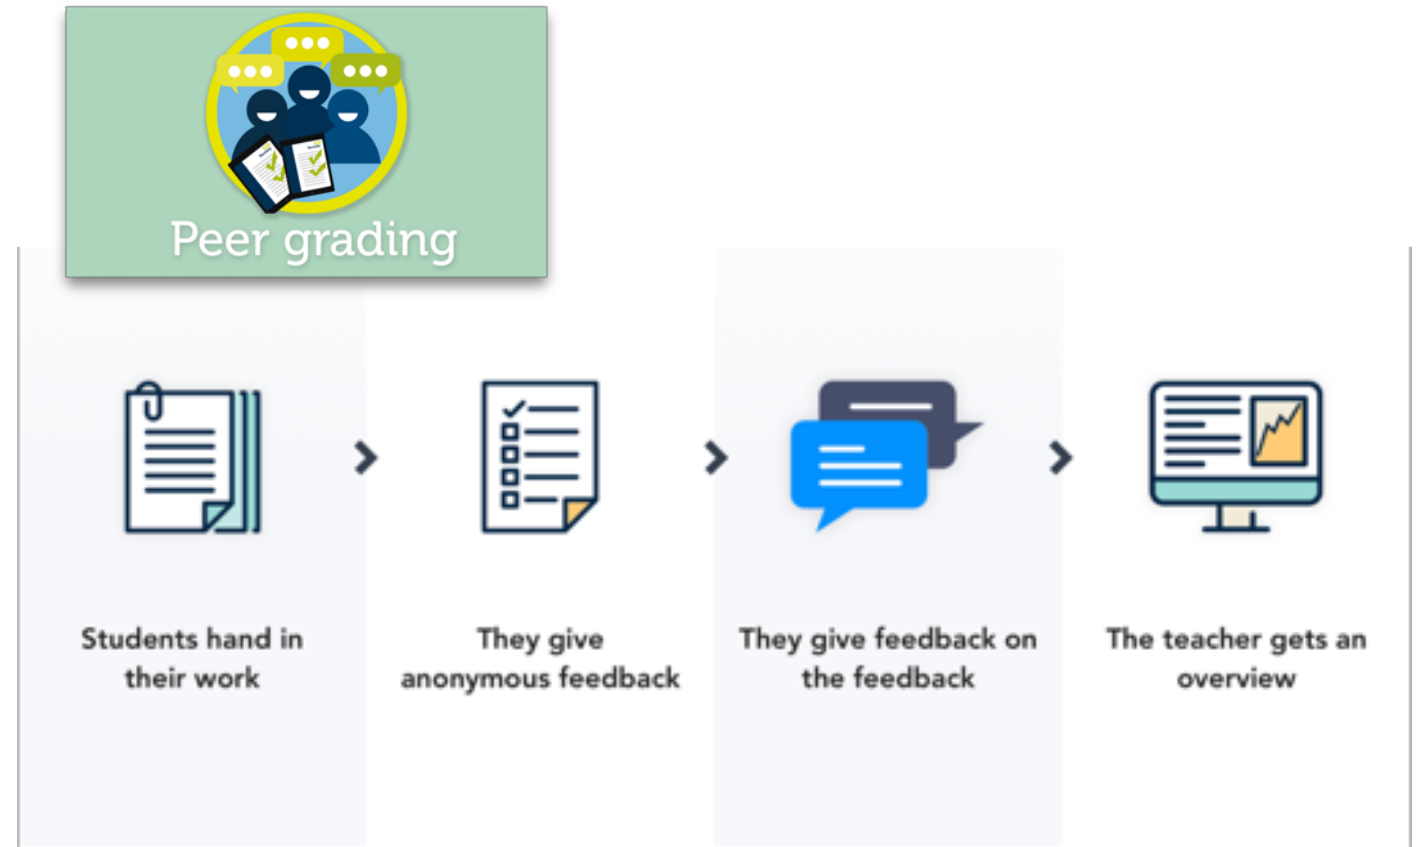 Peer grading
Students hand in
their work
They give
anonymous feedback
They give feedback on
the feedback
The teacher gets an
overview